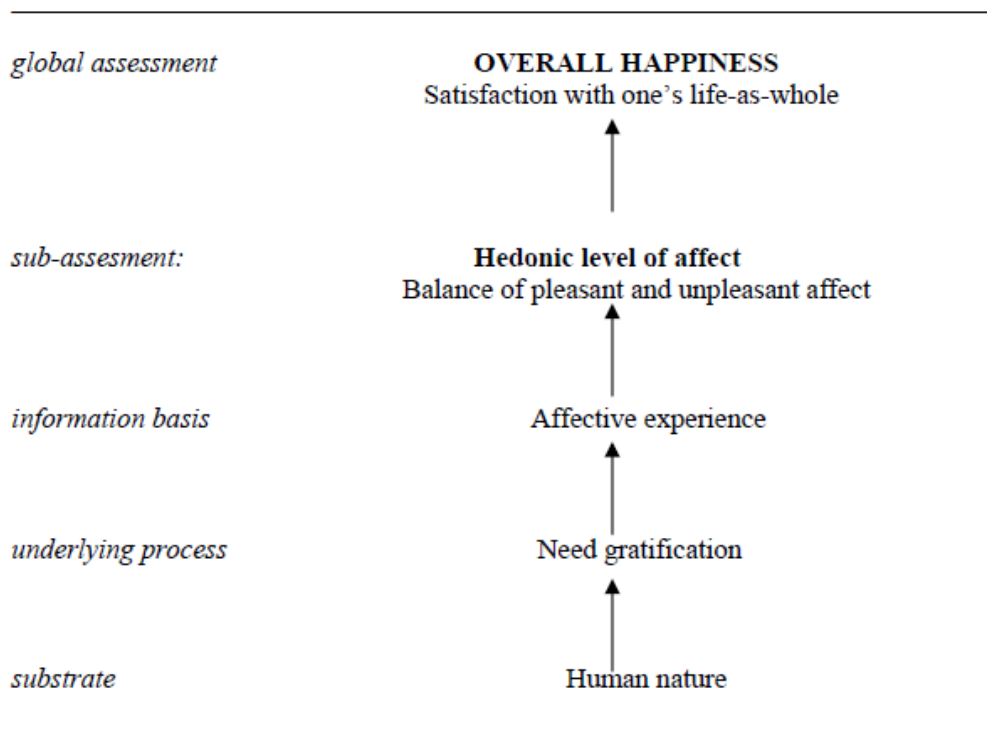 global assessment OVERALL HAPPINESS
Satisfaction with one’s life-as-whole
sub-assesment: Hedonic level of affect
Balance of pleasant and unpleasant affect
information basis Affective experience
underlying process Need gratification
substrate Human nature